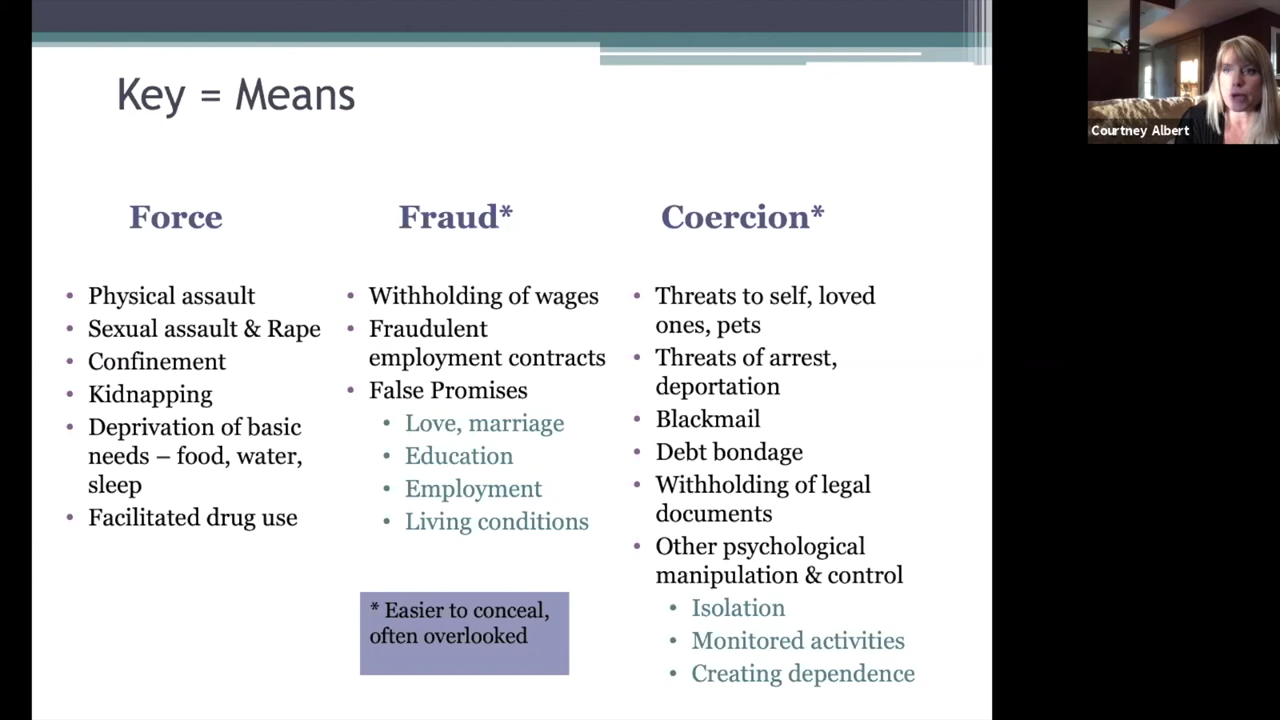 Key = Means
Courtney Albert
Force
• Physical assault
• Sexual assault & Rape
• Confinement
• Kidnapping
• Deprivation of basic
needs – food, water,
sleep
• Facilitated drug use
Fraud*
• Withholding of wages
• Fraudulent
employment contracts
• False Promises
• Love, marriage
• Education
• Employment
• Living conditions
* Easier to conceal,
often overlooked
Coercion*
• Threats to self, loved
ones, pets
• Threats of arrest,
deportation
• Blackmail
• Debt bondage
• Withholding of legal
documents
• Other psychological
manipulation & control
• Isolation
• Monitored activities
• Creating dependence